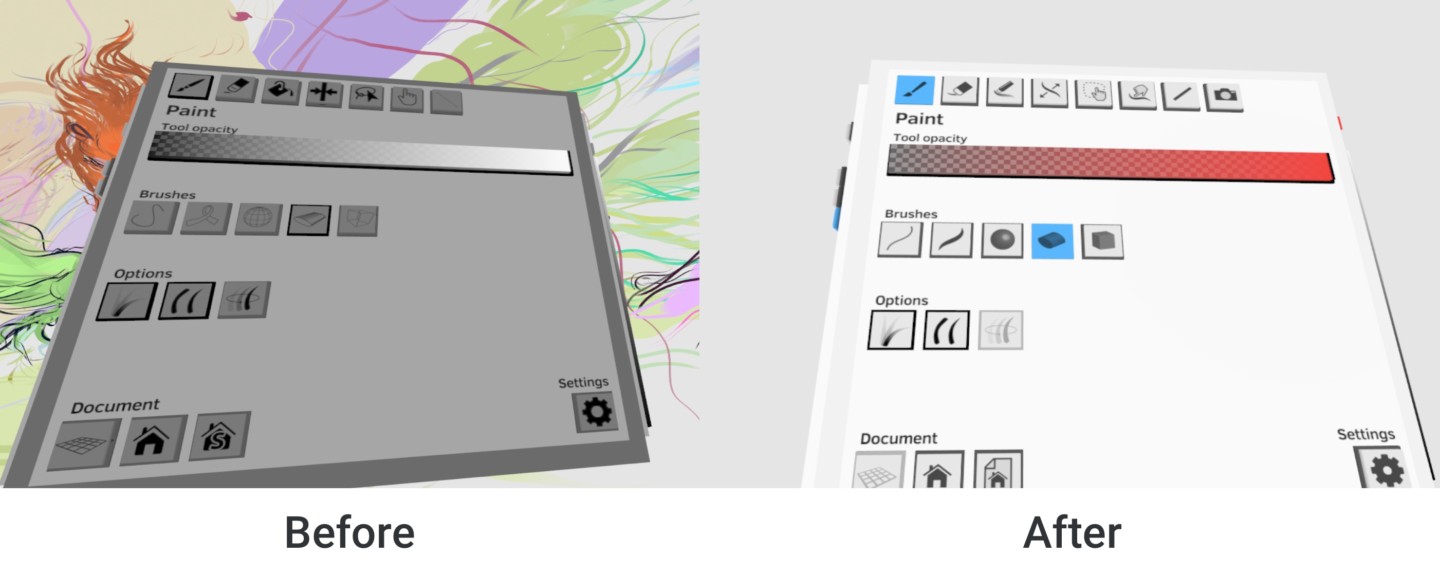 Paint
Tool opacity
Brushes
Options
Document
Settings
Before
Paint
Tool opacity
Brushes
Options
Document
Settings
After